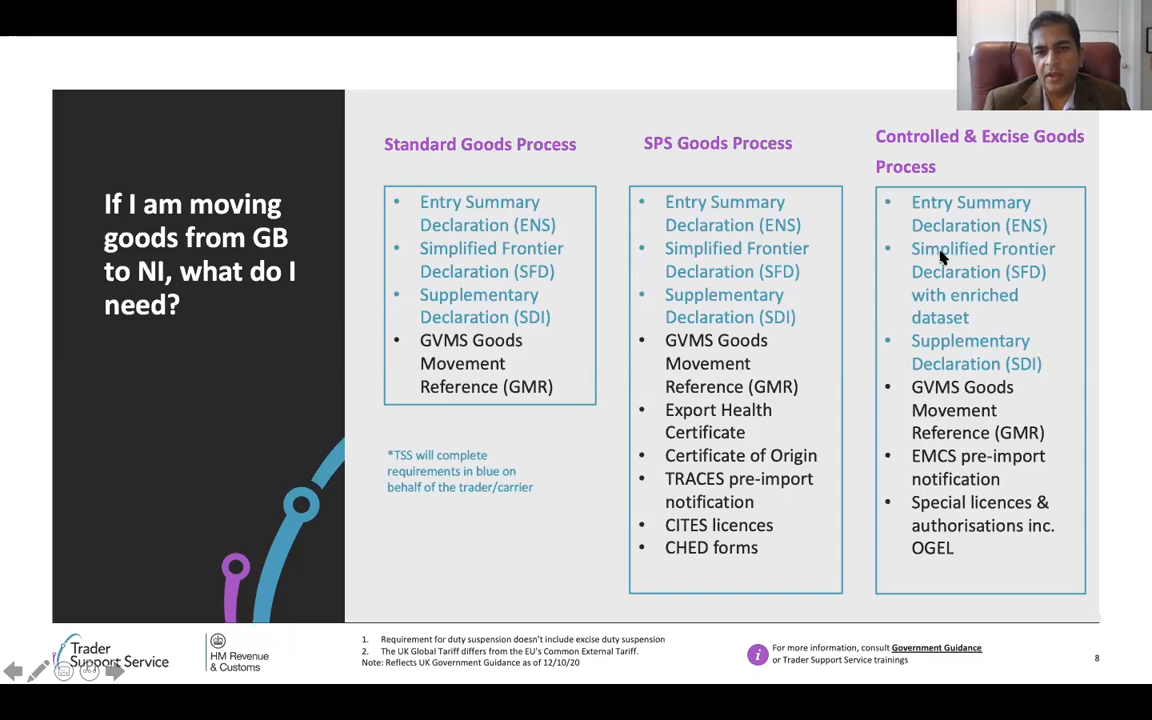 If I am moving
goods from GB
to NI, what do I
need?
Standard Goods Process
• Entry Summary
Declaration (ENS)
• Simplified Frontier
Declaration (SFD)
• Supplementary
Declaration (SDI)
• GVMS Goods
Movement
Reference (GMR)
*TSS will complete
requirements in blue on
behalf of the trader/carrier
SPS Goods Process
• Entry Summary
Declaration (ENS)
• Simplified Frontier
Declaration (SFD)
• Supplementary
Declaration (SDI)
• GVMS Goods
Movement
Reference (GMR)
• Export Health
Certificate
• Certificate of Origin
• TRACES pre-import
notification
• CITES licences
• CHED forms
Controlled & Excise Goods
Process
• Entry Summary
Declaration (ENS)
• Simplified Frontier
Declaration (SFD)
with enriched
dataset
• Supplementary
Declaration (SDI)
• GVMS Goods
Movement
Reference (GMR)
• EMCS pre-import
notification
• Special licences &
authorisations inc.
OGEL
Trader
Support Service
HM Revenue
& Customs
1. Requirement for duty suspension doesn't include excise duty suspension
2. The UK Global Tariff differs from the EU's Common External Tariff.
Note: Reflects UK Government Guidance as of 12/10/20
i
For more information, consult Government Guidance
or Trader Support Service trainings
8